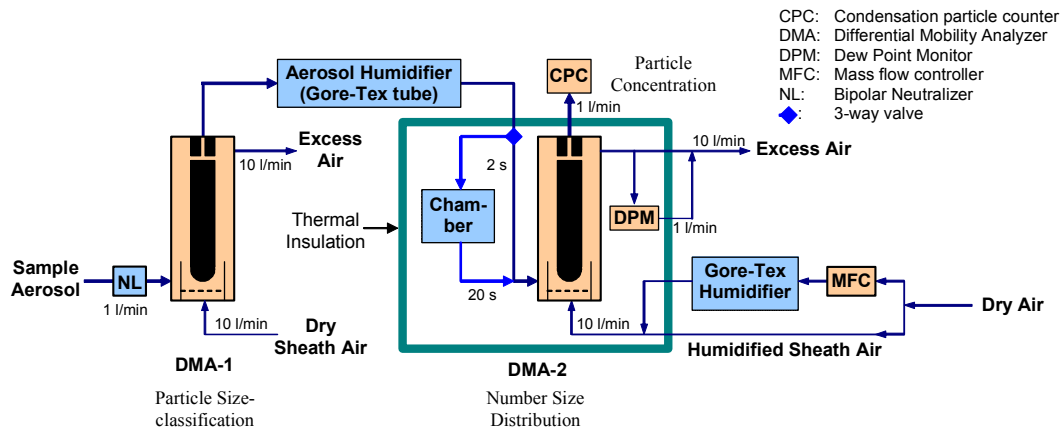 CPC: Condensation particle counter
DMA: Differential Mobility Analyzer
DPM: Dew Point Monitor
MFC: Mass flow controller
NL: Bipolar Neutralizer
: 3-way valve
Aerosol Humidifier
(Gore-Tex tube)
CPC
Particle
Concentration
1 l/min
Excess
Air
10 l/min
2 s
10 l/min
Excess Air
Cham-
ber
DPM
1 l/min
Thermal
Insulation
Sample
Aerosol
NL
1 l/min
20 s
Gore-Tex
Humidifier
MFC
Dry Air
10 l/min
Dry
Sheath Air
10 l/min
Humidified Sheath Air
DMA-1
DMA-2
Particle Size-
classification
Number Size
Distribution